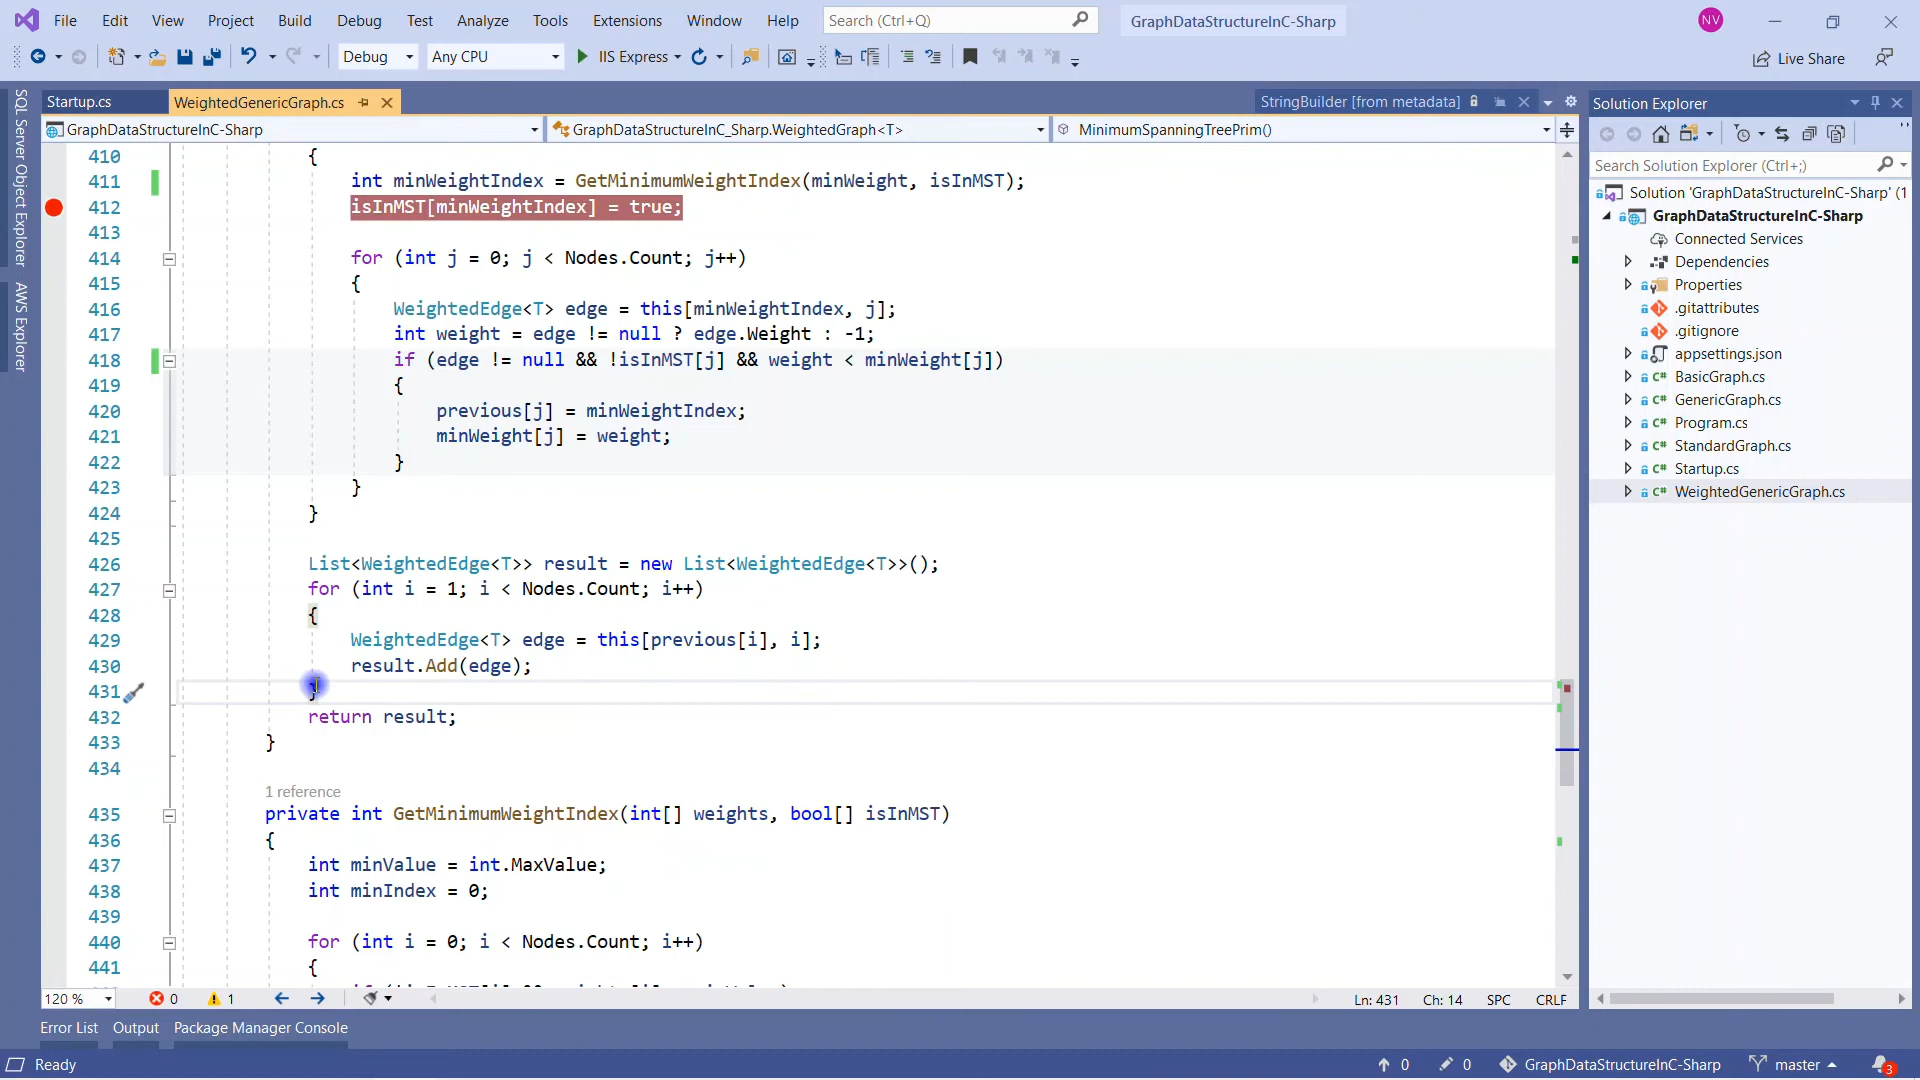 File Edit View Project Build Debug Test Analyze Tools Extensions Window Help Search (Ctrl+Q) GraphDataStructureInC-Sharp NV
Debug Any CPU IIS Express Live Share
Startup.cs WeightedGenericGraph.cs StringBuilder [from metadata] Solution Explorer
GraphDataStructureInC-Sharp GraphDataStructureInC_Sharp.WeightedGraph<T> MinimumSpanningTreePrim()
SQL Server Object Explorer
AWS Explorer
410 {
411 int minWeightIndex = GetMinimumWeightIndex(minWeight, isInMST);
412 isInMST[minWeightIndex] = true;
413
414 for (int j = 0; j < Nodes.Count; j++)
415 {
416 WeightedEdge<T> edge = this[minWeightIndex, j];
417 int weight = edge != null ? edge.Weight : -1;
418 if (edge != null && !isInMST[j] && weight < minWeight[j])
419 {
420 previous[j] = minWeightIndex;
421 minWeight[j] = weight;
422 }
423 }
424 }
425
426 List<WeightedEdge<T>> result = new List<WeightedEdge<T>>();
427 for (int i = 1; i < Nodes.Count; i++)
428 {
429 WeightedEdge<T> edge = this[previous[i], i];
430 result.Add(edge);
431 }
432 return result;
433 }
434
1 reference
435 private int GetMinimumWeightIndex(int[] weights, bool[] isInMST)
436 {
437 int minValue = int.MaxValue;
438 int minIndex = 0;
439
440 for (int i = 0; i < Nodes.Count; i++)
441 {
Search Solution Explorer (Ctrl+;)
Solution 'GraphDataStructureInC-Sharp' (1
GraphDataStructureInC-Sharp
Connected Services
Dependencies
Properties
.gitattributes
.gitignore
appsettings.json
C# BasicGraph.cs
C# GenericGraph.cs
C# Program.cs
C# StandardGraph.cs
C# Startup.cs
C# WeightedGenericGraph.cs
120 % 0 1 Ln: 431 Ch: 14 SPC CRLF
Error List Output Package Manager Console
Ready 0 0 GraphDataStructureInC-Sharp master 3